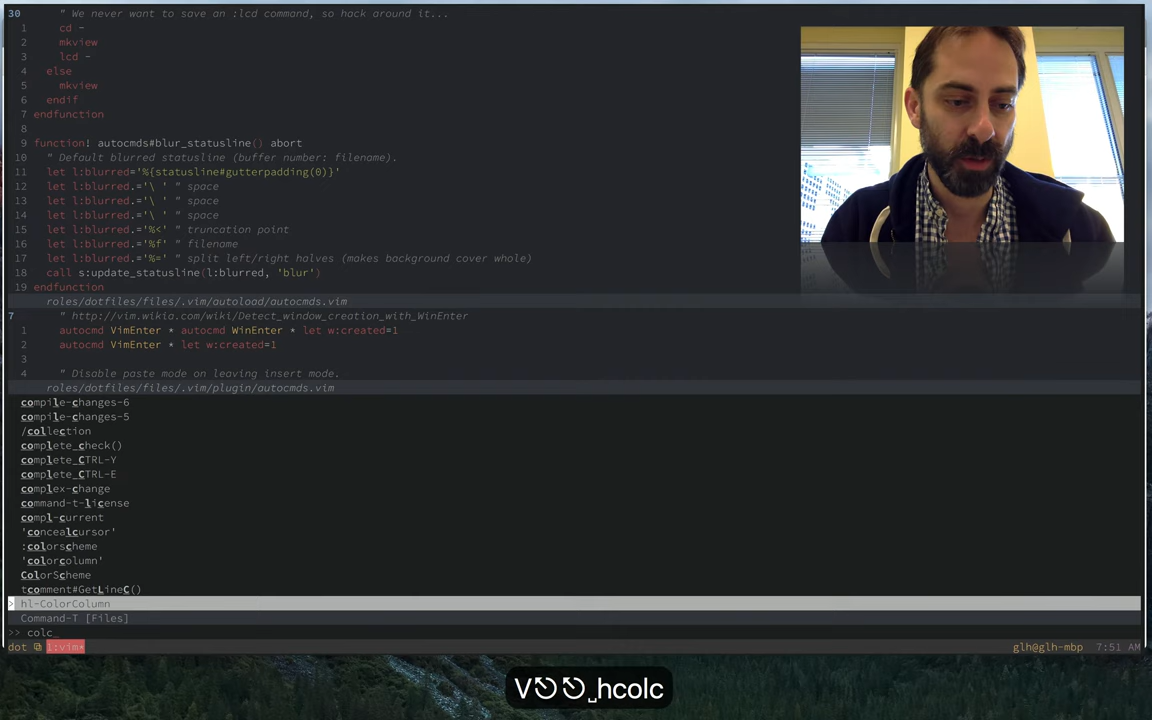 30 " We never want to save an :lcd command, so hack around it...
1 cd -
2 mkview
3 lcd -
4 else
5 mkview
6 endif
7 endfunction
8
9 function! autocmds#blur_statusline() abort
10 " Default blurred statusline (buffer number: filename).
11 let l:blurred='%{statusline#gutterpadding(0)}'
12 let l:blurred.='\ ' " space
13 let l:blurred.='\ ' " space
14 let l:blurred.='\ ' " space
15 let l:blurred.='%<' " truncation point
16 let l:blurred.='%f' " filename
17 let l:blurred.='%=' " split left/right halves (makes background cover whole)
18 call s:update_statusline(l:blurred, 'blur')
19 endfunction
roles/dotfiles/files/.vim/autoload/autocmds.vim
7 " http://vim.wikia.com/wiki/Detect_window_creation_with_WinEnter
1 autocmd VimEnter * autocmd WinEnter * let w:created=1
2 autocmd VimEnter * let w:created=1
3
4 " Disable paste mode on leaving insert mode.
roles/dotfiles/files/.vim/plugin/autocmds.vim
compile-changes-6
compile-changes-5
/collection
complete_check()
complete_CTRL-Y
complete_CTRL-E
complex-change
command-t-license
compl-current
'concealcursor'
:colorscheme
'colorcolumn'
ColorScheme
tcomment#GetLineC()
> hl-ColorColumn
Command-T [Files]
>> colc_
dot 1:vim* glh@glh-mbp 7:51 AM
V⎋⎋␣hcolc